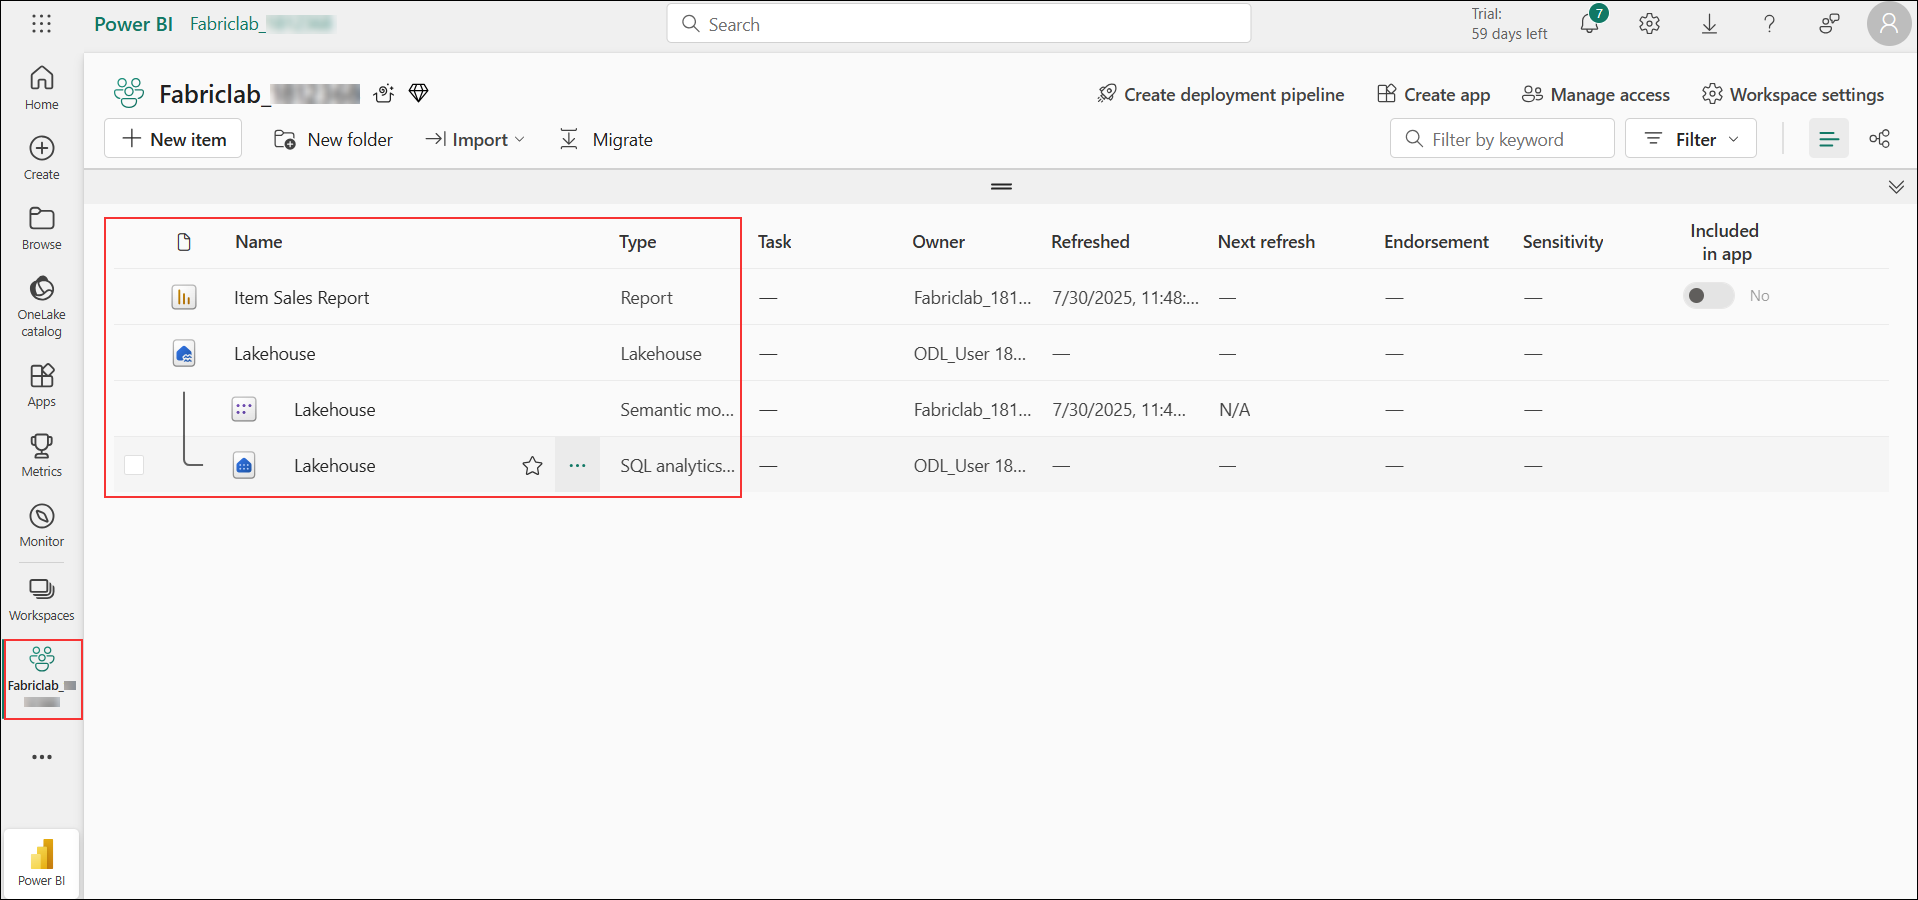 Power BI Fabriclab_
Search
Trial:
59 days left
7
Home
Create
Browse
OneLake
catalog
Apps
Metrics
Monitor
Workspaces
Fabriclab_
Power BI
Fabriclab_
Create deployment pipeline Create app Manage access Workspace settings
New item New folder Import Migrate Filter by keyword Filter
Name Type Task Owner Refreshed Next refresh Endorsement Sensitivity Included
in app
Item Sales Report Report — Fabriclab_181... 7/30/2025, 11:48:... — — — No
Lakehouse Lakehouse — ODL_User 18... — — — —
Lakehouse Semantic mo... — Fabriclab_181... 7/30/2025, 11:4... N/A — —
Lakehouse ... SQL analytics... — ODL_User 18... — — — —